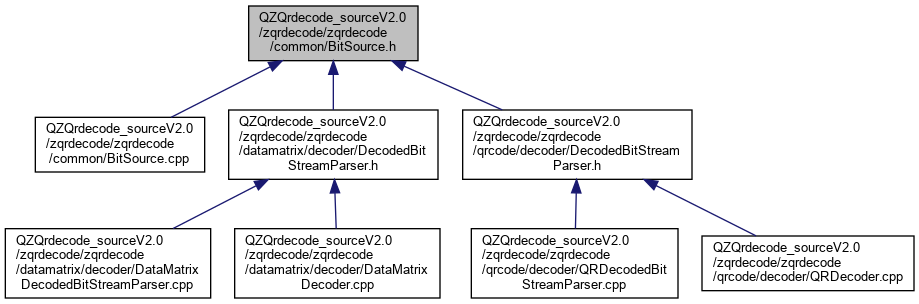 QZQrdecode_sourceV2.0
/zqrdecode/zqrdecode
/common/BitSource.h
QZQrdecode_sourceV2.0
/zqrdecode/zqrdecode
/common/BitSource.cpp
QZQrdecode_sourceV2.0
/zqrdecode/zqrdecode
/datamatrix/decoder/DecodedBit
StreamParser.h
QZQrdecode_sourceV2.0
/zqrdecode/zqrdecode
/qrcode/decoder/DecodedBitStream
Parser.h
QZQrdecode_sourceV2.0
/zqrdecode/zqrdecode
/datamatrix/decoder/DataMatrix
DecodedBitStreamParser.cpp
QZQrdecode_sourceV2.0
/zqrdecode/zqrdecode
/datamatrix/decoder/DataMatrix
Decoder.cpp
QZQrdecode_sourceV2.0
/zqrdecode/zqrdecode
/qrcode/decoder/QRDecodedBit
StreamParser.cpp
QZQrdecode_sourceV2.0
/zqrdecode/zqrdecode
/qrcode/decoder/QRDecoder.cpp